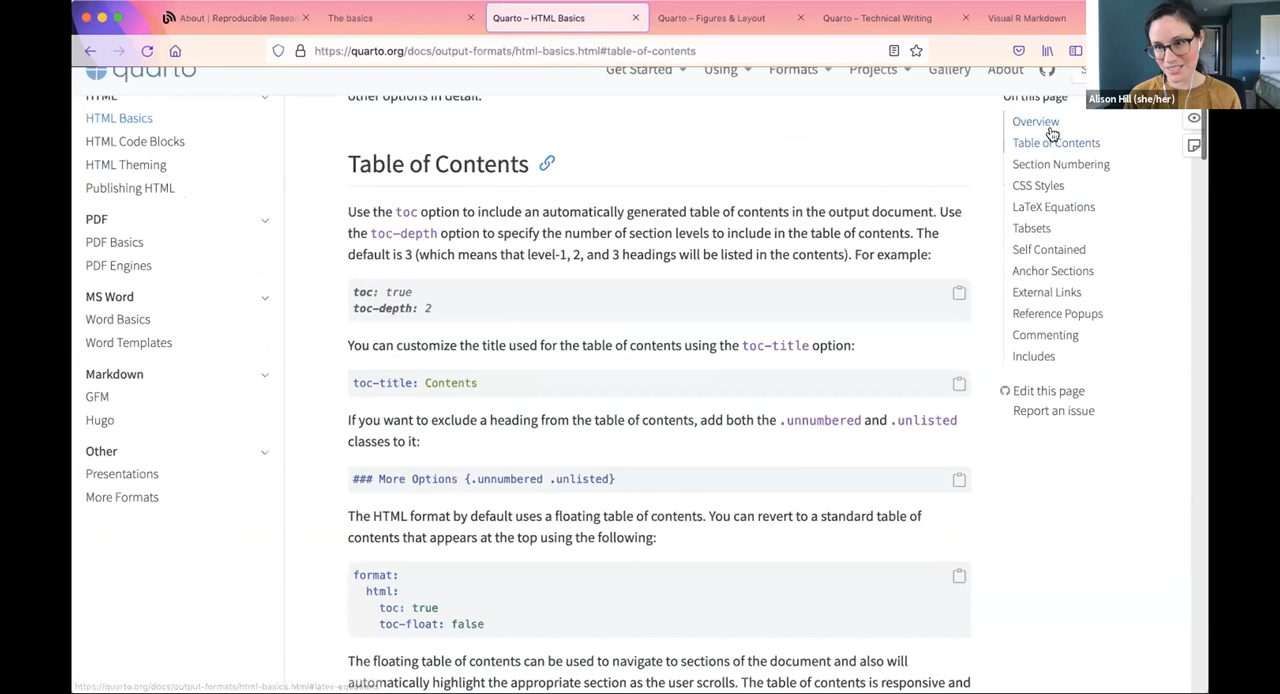 About | Reproducible Resea
The basics
Quarto – HTML Basics
Quarto – Figures & Layout
Quarto – Technical Writing
Visual R Markdown
https://quarto.org/docs/output-formats/html-basics.html#table-of-contents
quarto
Get Started
Using
Formats
Projects
Gallery
About
Alison Hill (she/her)
HTML
HTML Basics
HTML Code Blocks
HTML Theming
Publishing HTML
PDF
PDF Basics
PDF Engines
MS Word
Word Basics
Word Templates
Markdown
GFM
Hugo
Other
Presentations
More Formats
other options in detail.
Table of Contents
Use the toc option to include an automatically generated table of contents in the output document. Use
the toc-depth option to specify the number of section levels to include in the table of contents. The
default is 3 (which means that level-1, 2, and 3 headings will be listed in the contents). For example:
toc: true
toc-depth: 2
You can customize the title used for the table of contents using the toc-title option:
toc-title: Contents
If you want to exclude a heading from the table of contents, add both the .unnumbered and .unlisted
classes to it:
### More Options {.unnumbered .unlisted}
The HTML format by default uses a floating table of contents. You can revert to a standard table of
contents that appears at the top using the following:
format:
html:
toc: true
toc-float: false
The floating table of contents can be used to navigate to sections of the document and also will
automatically highlight the appropriate section as the user scrolls. The table of contents is responsive and
On this page
Overview
Table of Contents
Section Numbering
CSS Styles
LaTeX Equations
Tabsets
Self Contained
Anchor Sections
External Links
Reference Popups
Commenting
Includes
Edit this page
Report an issue